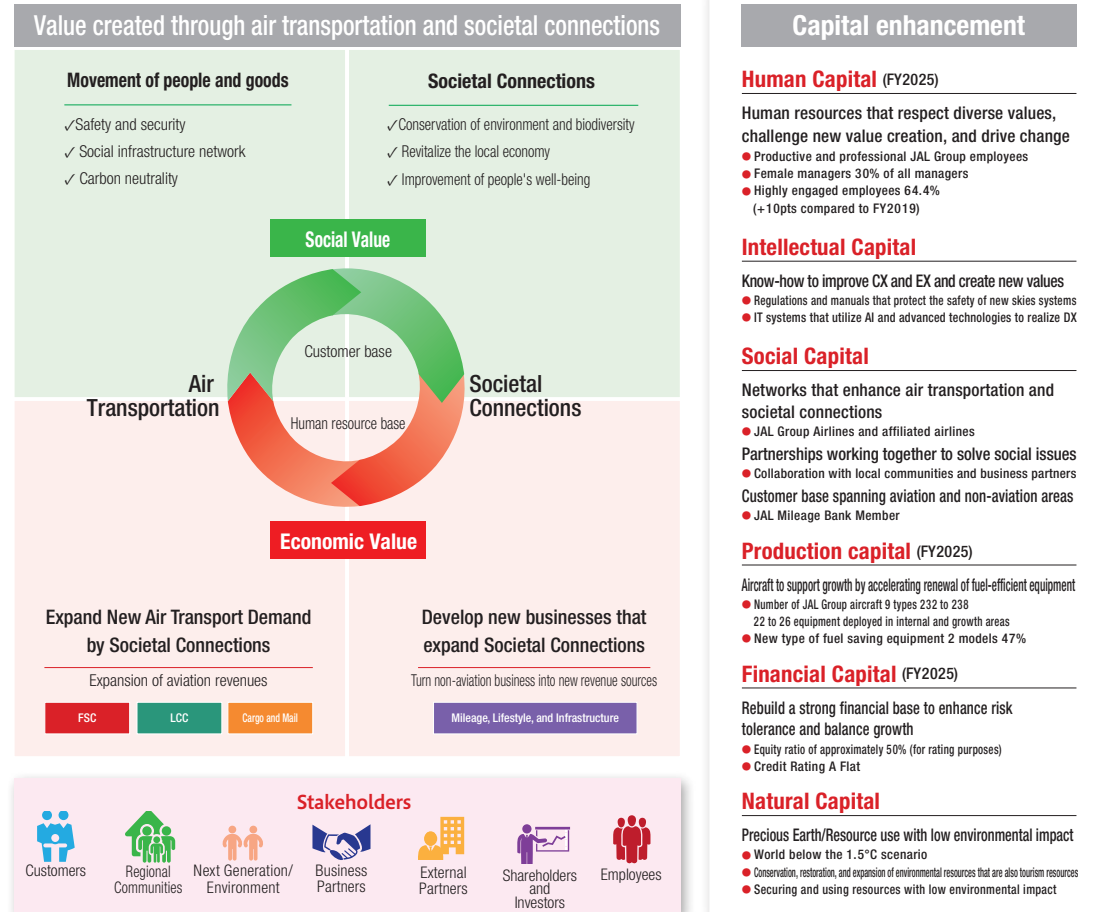 Value created through air transportation and societal connections
Movement of people and goods
✓Safety and security
✓ Social infrastructure network
✓ Carbon neutrality
Societal Connections
✓Conservation of environment and biodiversity
✓ Revitalize the local economy
✓ Improvement of people's well-being
Social Value
Customer base
Air
Transportation
Societal
Connections
Human resource base
Economic Value
Expand New Air Transport Demand
by Societal Connections
Expansion of aviation revenues
FSC
LCC
Cargo and Mail
Develop new businesses that
expand Societal Connections
Turn non-aviation business into new revenue sources
Mileage, Lifestyle, and Infrastructure
Stakeholders
Customers
Regional
Communities
Next Generation/
Environment
Business
Partners
External
Partners
Shareholders
and
Investors
Employees
Capital enhancement
Human Capital (FY2025)
Human resources that respect diverse values,
challenge new value creation, and drive change
● Productive and professional JAL Group employees
● Female managers 30% of all managers
● Highly engaged employees 64.4%
(+10pts compared to FY2019)
Intellectual Capital
Know-how to improve CX and EX and create new values
● Regulations and manuals that protect the safety of new skies systems
● IT systems that utilize AI and advanced technologies to realize DX
Social Capital
Networks that enhance air transportation and
societal connections
● JAL Group Airlines and affiliated airlines
Partnerships working together to solve social issues
● Collaboration with local communities and business partners
Customer base spanning aviation and non-aviation areas
● JAL Mileage Bank Member
Production capital (FY2025)
Aircraft to support growth by accelerating renewal of fuel-efficient equipment
● Number of JAL Group aircraft 9 types 232 to 238
22 to 26 equipment deployed in internal and growth areas
● New type of fuel saving equipment 2 models 47%
Financial Capital (FY2025)
Rebuild a strong financial base to enhance risk
tolerance and balance growth
● Equity ratio of approximately 50% (for rating purposes)
● Credit Rating A Flat
Natural Capital
Precious Earth/Resource use with low environmental impact
● World below the 1.5°C scenario
● Conservation, restoration, and expansion of environmental resources that are also tourism resources
● Securing and using resources with low environmental impact